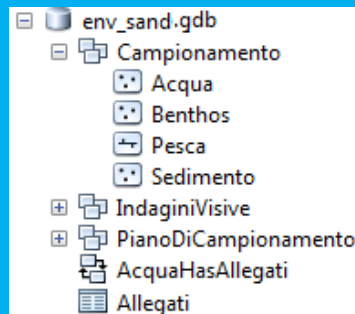 env_sand.gdb
Campionamento
Acqua
Benthos
Pesca
Sedimento
IndaginiVisive
PianoDiCampionamento
AcquaHasAllegati
Allegati